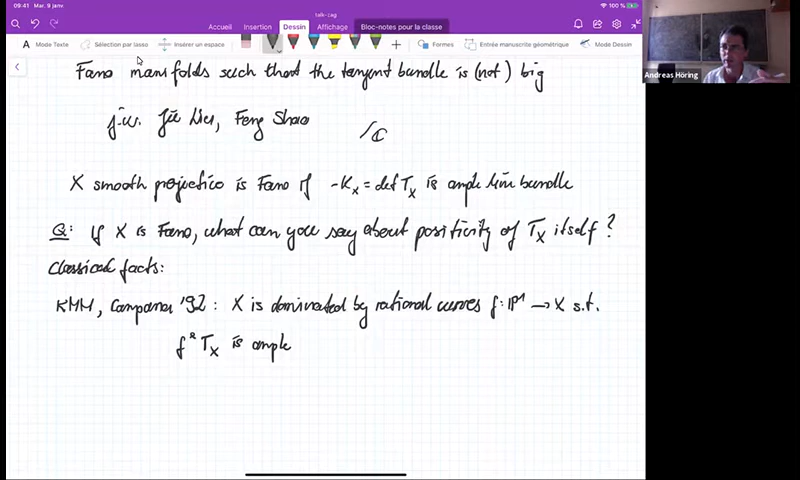 09:41 Mar. 9 janv.
talk-zag
100 %
Accueil Insertion Dessin Affichage Bloc-notes pour la classe
Mode Texte Sélection par lasso Insérer un espace Formes Entrée manuscrite géométrique Mode Dessin
Andreas Höring
Fano manifolds such that the tangent bundle is (not) big
j.w. Jie Liu, Feng Shao /ℂ
X smooth projective is Fano if -K_X = det T_X is ample line bundle
Q: If X is Fano, what can you say about positivity of T_X itself?
Classical facts:
KMM, Campana '92: X is dominated by rational curves f: ℙ¹ → X s.t.
f*T_X is ample